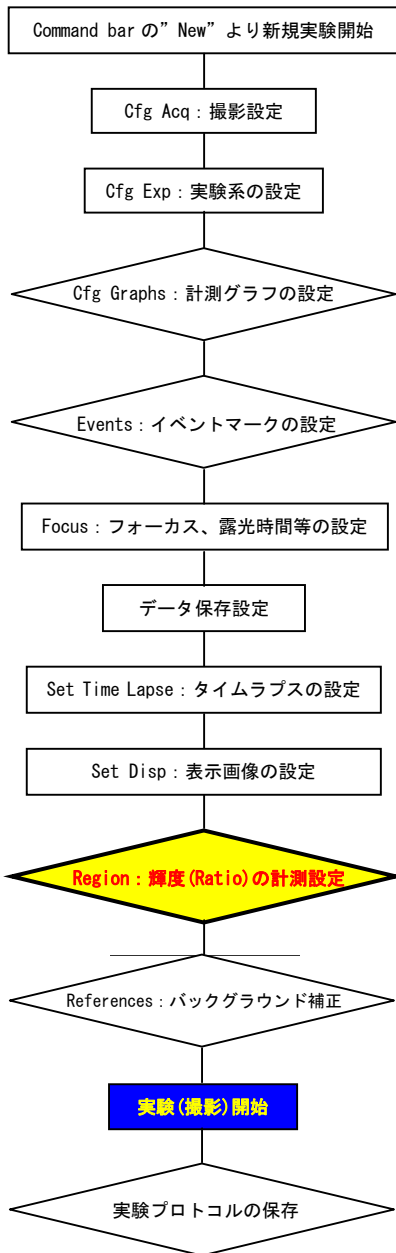 Command bar の”New”より新規実験開始
Cfg Acq：撮影設定
Cfg Exp：実験系の設定
Cfg Graphs：計測グラフの設定
Events：イベントマークの設定
Focus：フォーカス、露光時間等の設定
データ保存設定
Set Time Lapse：タイムラプスの設定
Set Disp：表示画像の設定
Region：輝度(Ratio)の計測設定
References：バックグラウンド補正
実験(撮影)開始
実験プロトコルの保存